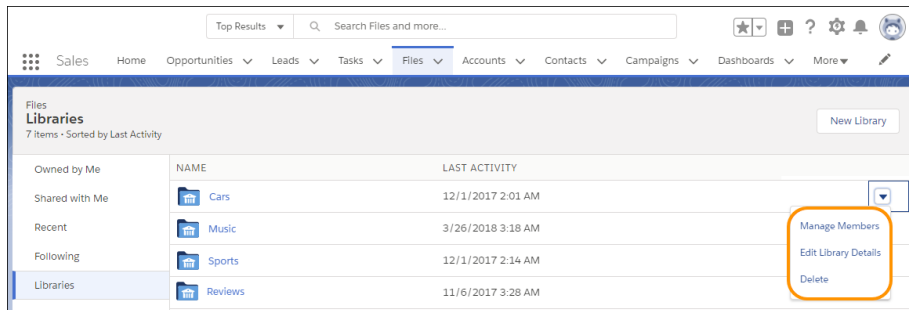 Top Results Search Files and more...
Sales Home Opportunities Leads Tasks Files Accounts Contacts Campaigns Dashboards More
Files
Libraries
7 items • Sorted by Last Activity
New Library
Owned by Me
Shared with Me
Recent
Following
Libraries
NAME LAST ACTIVITY
Cars 12/1/2017 2:01 AM
Music 3/26/2018 3:18 AM
Sports 12/1/2017 2:14 AM
Reviews 11/6/2017 3:28 AM
Manage Members
Edit Library Details
Delete